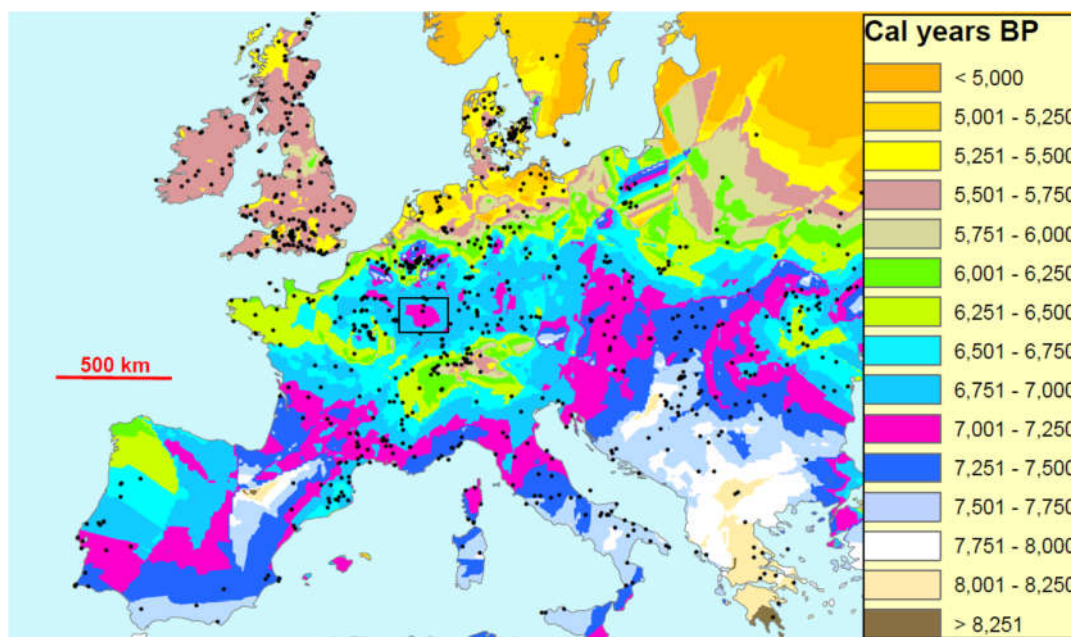 Cal years BP
< 5,000
5,001 - 5,250
5,251 - 5,500
5,501 - 5,750
5,751 - 6,000
6,001 - 6,250
6,251 - 6,500
6,501 - 6,750
6,751 - 7,000
7,001 - 7,250
7,251 - 7,500
7,501 - 7,750
7,751 - 8,000
8,001 - 8,250
> 8,251
500 km